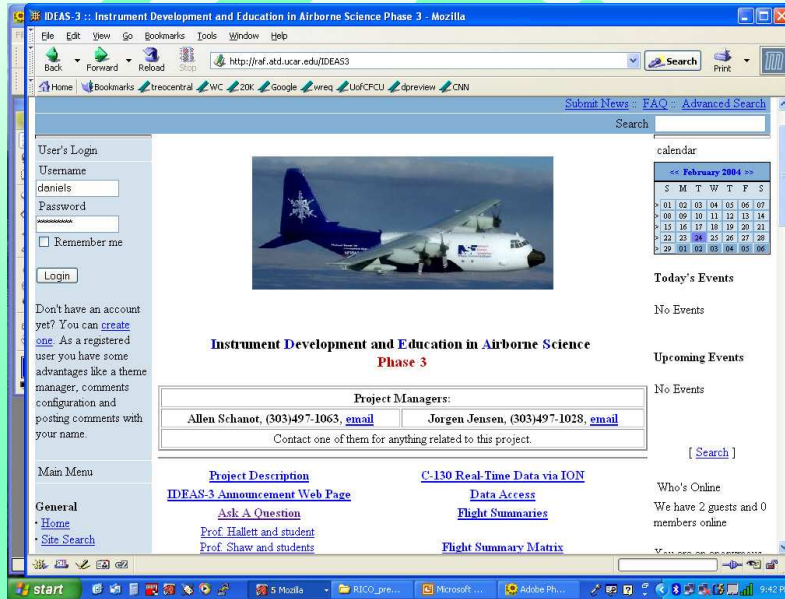 IDEAS-3 :: Instrument Development and Education in Airborne Science Phase 3 - Mozilla
File Edit View Go Bookmarks Tools Window Help
Back Forward Reload Stop http://raf.atd.ucar.edu/IDEAS3 Search Print
Home Bookmarks treocentral WC 20K Google wreq UofCFCU dpreview CNN
Submit News :: FAQ :: Advanced Search
Search
User's Login
Username
daniels
Password
Remember me
Login
Don't have an account
yet? You can create
one. As a registered
user you have some
advantages like a theme
manager, comments
configuration and
posting comments with
your name.
Main Menu
General
· Home
· Site Search
Instrument Development and Education in Airborne Science
Phase 3
Project Managers:
Allen Schanot, (303)497-1063, email Jorgen Jensen, (303)497-1028, email
Contact one of them for anything related to this project.
Project Description C-130 Real-Time Data via ION
IDEAS-3 Announcement Web Page Data Access
Ask A Question Flight Summaries
Prof. Hallett and student
Prof. Shaw and students Flight Summary Matrix
calendar
<< February 2004 >>
S M T W T F S
> 01 02 03 04 05 06 07
> 08 09 10 11 12 13 14
> 15 16 17 18 19 20 21
> 22 23 24 25 26 27 28
> 29 01 02 03 04 05 06
Today's Events
No Events
Upcoming Events
No Events
[ Search ]
Who's Online
We have 2 guests and 0
members online
You are an anonymous
start 5 Mozilla RICO_pre... Microsoft ... Adobe Ph... 9:42 PM